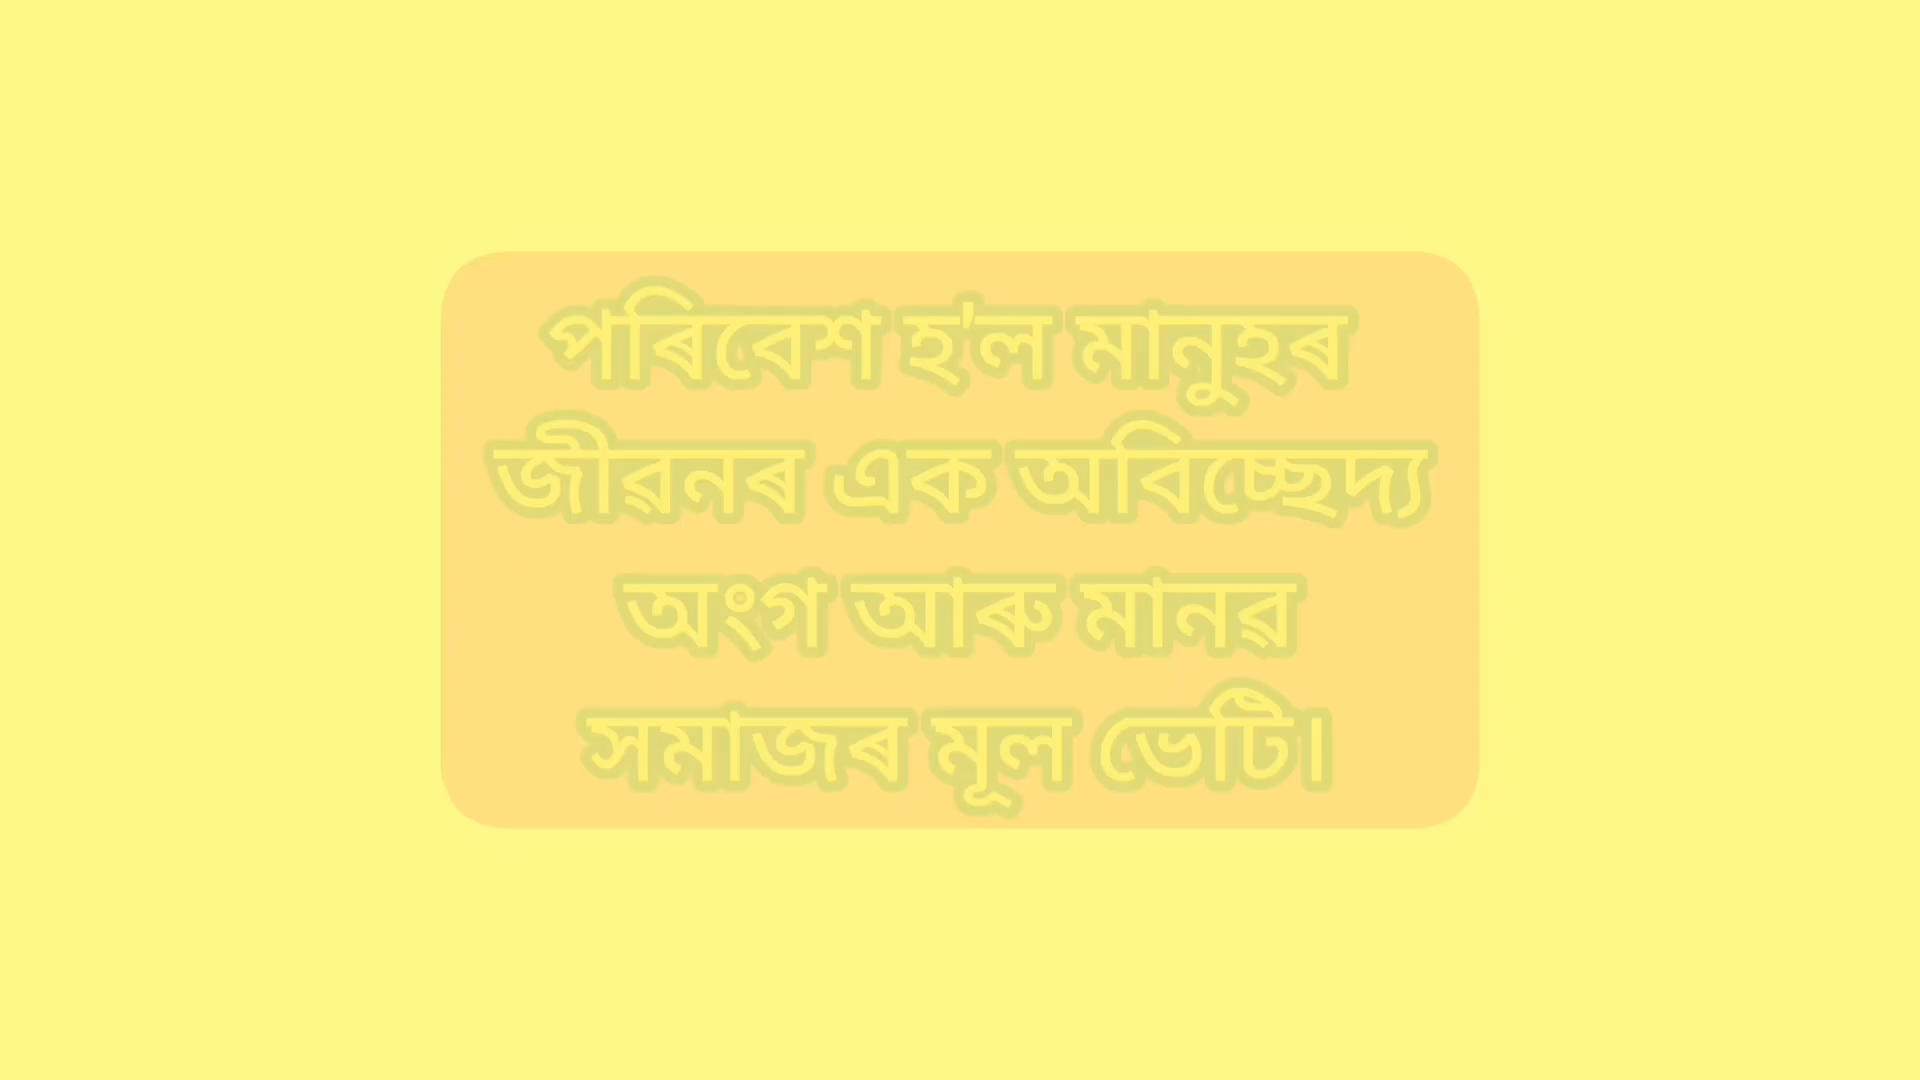 পৰিবেশ হ'ল মানুহৰ
জীৱনৰ এক অবিচ্ছেদ্য
অংগ আৰু মানৱ
সমাজৰ মূল ভেটি।